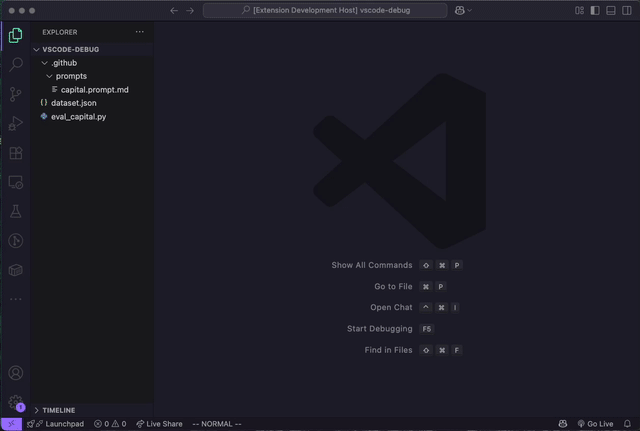 [Extension Development Host] vscode-debug
EXPLORER
VSCODE-DEBUG
.github
prompts
capital.prompt.md
{} dataset.json
eval_capital.py
Show All Commands ⇧ ⌘ P
Go to File ⌘ P
Open Chat ^ ⌘ I
Start Debugging F5
Find in Files ⇧ ⌘ F
1
TIMELINE
Launchpad 0 0 Live Share -- NORMAL -- Go Live